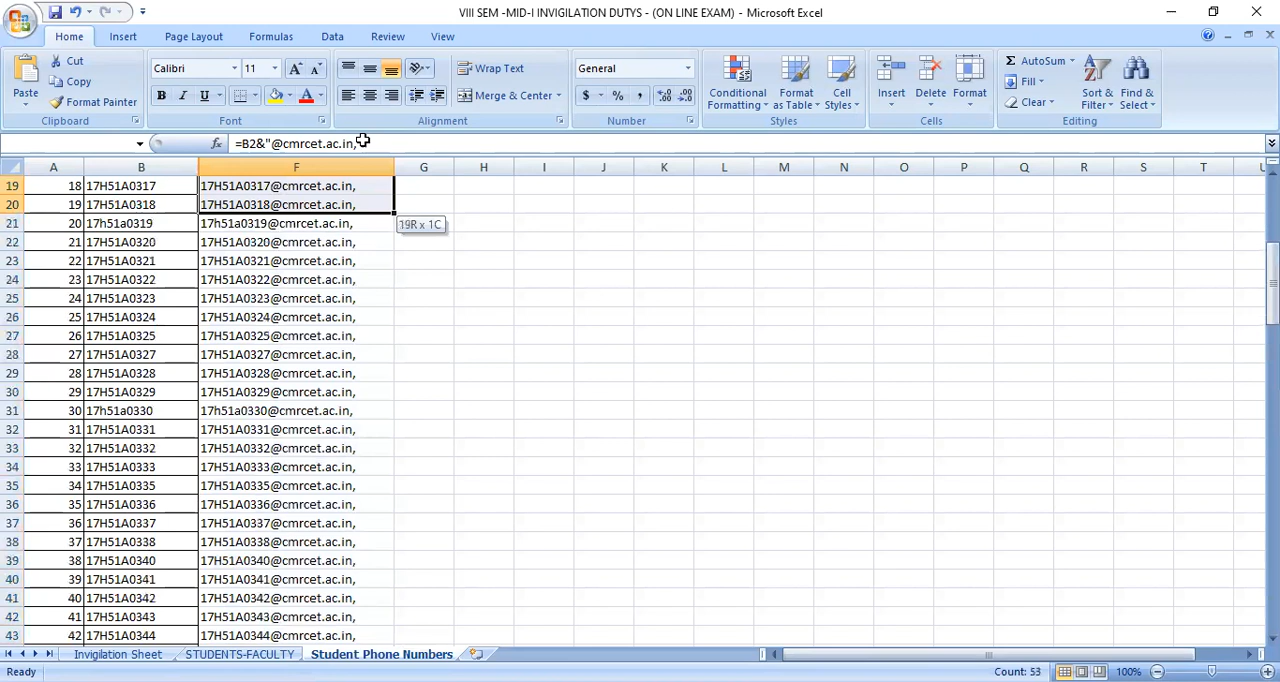 VIII SEM -MID-I INVIGILATION DUTYS - (ON LINE EXAM) - Microsoft Excel
Home Insert Page Layout Formulas Data Review View
Paste Cut Copy Format Painter Clipboard
Calibri 11 A A B I U A Font
Wrap Text Merge & Center Alignment
General $ % , .0 .00 .00 .0 Number
Conditional Formatting Format as Table Cell Styles Styles
Insert Delete Format Cells
Σ AutoSum Fill Clear Sort & Filter Find & Select Editing
fx =B2&"@cmrcet.ac.in,
A B F G H I J K L M N O P Q R S T U
19 18 17H51A0317 17H51A0317@cmrcet.ac.in,
20 19 17H51A0318 17H51A0318@cmrcet.ac.in,
21 20 17h51a0319 17h51a0319@cmrcet.ac.in, 19R x 1C
22 21 17H51A0320 17H51A0320@cmrcet.ac.in,
23 22 17H51A0321 17H51A0321@cmrcet.ac.in,
24 23 17H51A0322 17H51A0322@cmrcet.ac.in,
25 24 17H51A0323 17H51A0323@cmrcet.ac.in,
26 25 17H51A0324 17H51A0324@cmrcet.ac.in,
27 26 17H51A0325 17H51A0325@cmrcet.ac.in,
28 27 17H51A0327 17H51A0327@cmrcet.ac.in,
29 28 17H51A0328 17H51A0328@cmrcet.ac.in,
30 29 17H51A0329 17H51A0329@cmrcet.ac.in,
31 30 17h51a0330 17h51a0330@cmrcet.ac.in,
32 31 17H51A0331 17H51A0331@cmrcet.ac.in,
33 32 17H51A0332 17H51A0332@cmrcet.ac.in,
34 33 17H51A0333 17H51A0333@cmrcet.ac.in,
35 34 17H51A0335 17H51A0335@cmrcet.ac.in,
36 35 17H51A0336 17H51A0336@cmrcet.ac.in,
37 36 17H51A0337 17H51A0337@cmrcet.ac.in,
38 37 17H51A0338 17H51A0338@cmrcet.ac.in,
39 38 17H51A0340 17H51A0340@cmrcet.ac.in,
40 39 17H51A0341 17H51A0341@cmrcet.ac.in,
41 40 17H51A0342 17H51A0342@cmrcet.ac.in,
42 41 17H51A0343 17H51A0343@cmrcet.ac.in,
43 42 17H51A0344 17H51A0344@cmrcet.ac.in,
Invigilation Sheet STUDENTS-FACULTY Student Phone Numbers
Ready Count: 53 100%